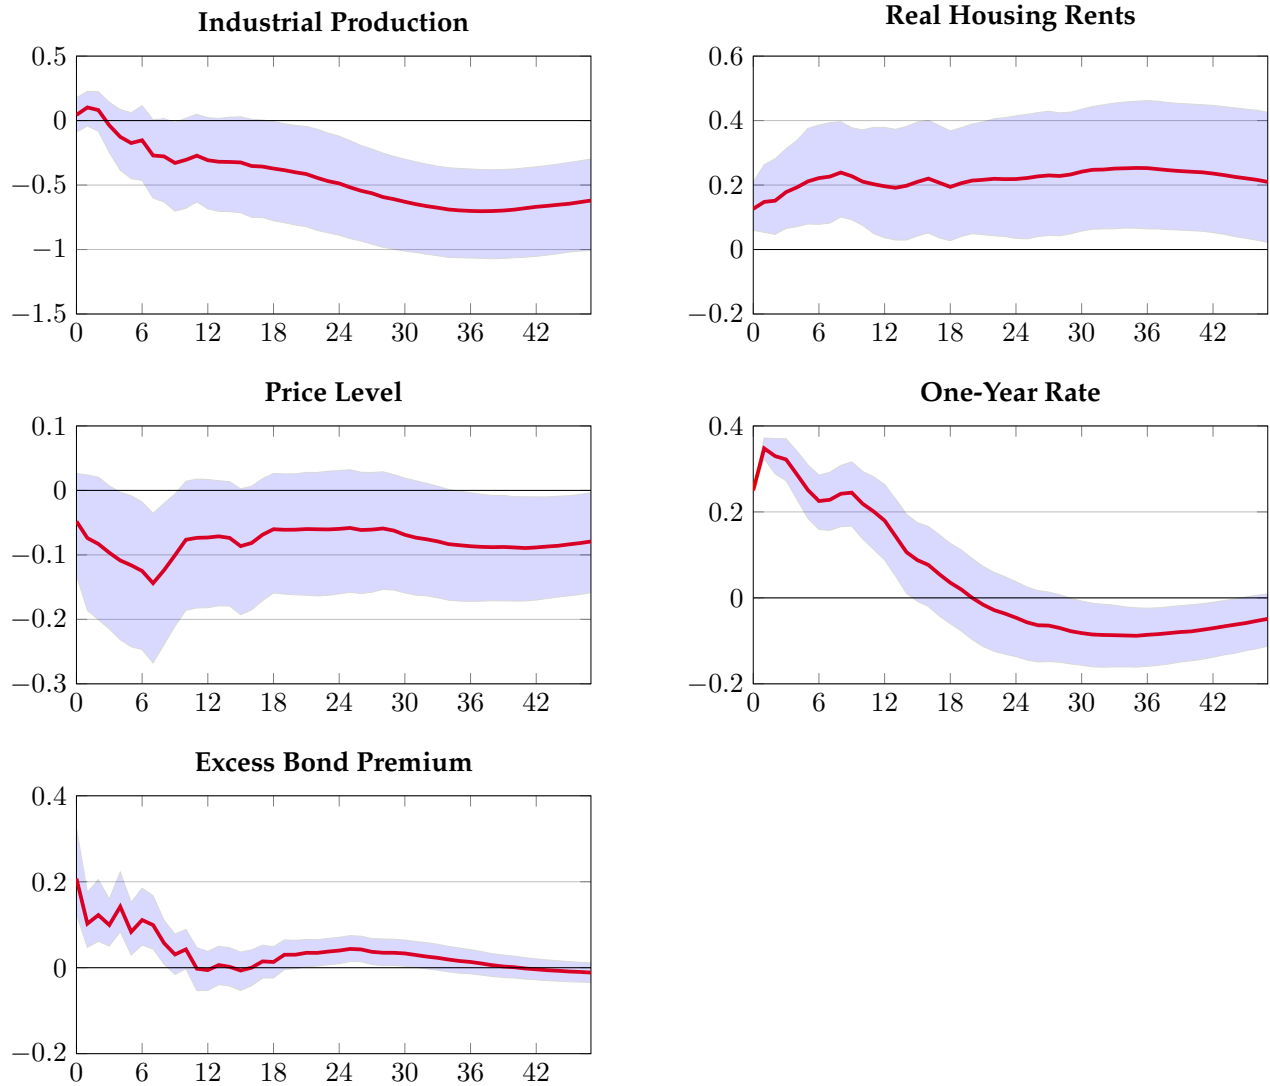 Industrial Production
0.5
0
−0.5
−1
−1.5
0 6 12 18 24 30 36 42
Real Housing Rents
0.6
0.4
0.2
0
−0.2
0 6 12 18 24 30 36 42
Price Level
0.1
0
−0.1
−0.2
−0.3
0 6 12 18 24 30 36 42
One-Year Rate
0.4
0.2
0
−0.2
0 6 12 18 24 30 36 42
Excess Bond Premium
0.4
0.2
0
−0.2
0 6 12 18 24 30 36 42